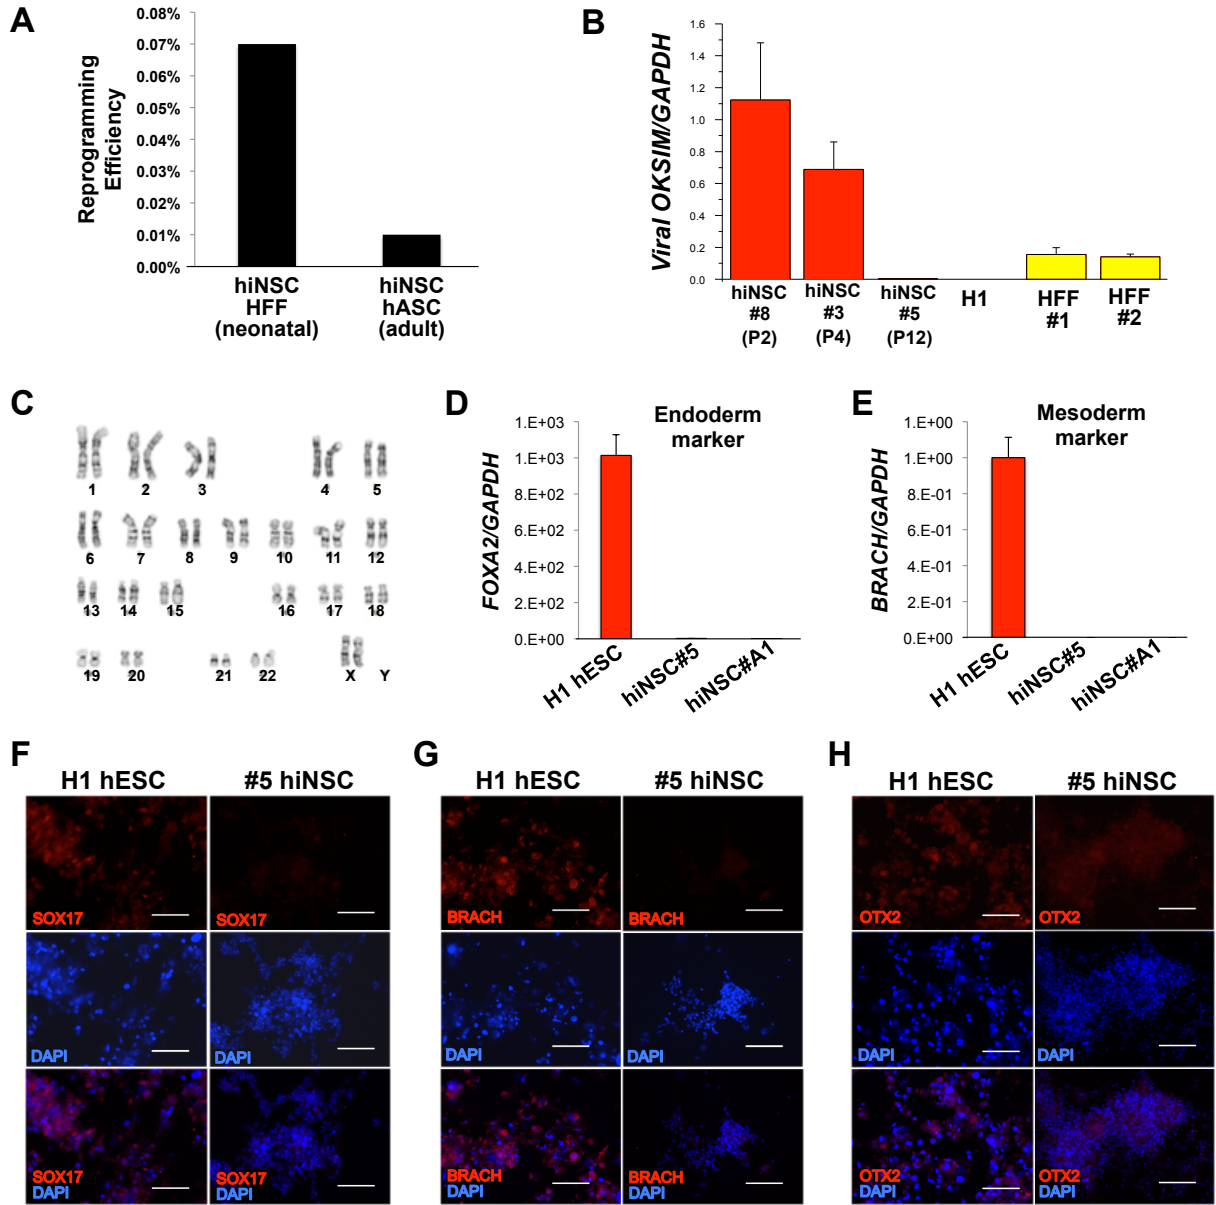 A
Reprogramming
Efficiency
0.08%
0.07%
0.06%
0.05%
0.04%
0.03%
0.02%
0.01%
0.00%
hiNSC
HFF
(neonatal)
hiNSC
hASC
(adult)
B
Viral OKSIM/GAPDH
1.6
1.4
1.2
1.0
0.8
0.6
0.4
0.2
0.0
hiNSC
#8
(P2)
hiNSC
#3
(P4)
hiNSC
#5
(P12)
H1
HFF
#1
HFF
#2
C
1 2 3 4 5
6 7 8 9 10 11 12
13 14 15 16 17 18
19 20 21 22 X Y
D
Endoderm
marker
FOXA2/GAPDH
1.E+03
1.E+03
8.E+02
6.E+02
4.E+02
2.E+02
0.E+00
H1 hESC
hiNSC#5
hiNSC#A1
E
Mesoderm
marker
BRACH/GAPDH
1.E+00
1.E+00
8.E-01
6.E-01
4.E-01
2.E-01
0.E+00
H1 hESC
hiNSC#5
hiNSC#A1
F
H1 hESC #5 hiNSC
SOX17 SOX17
DAPI DAPI
SOX17 SOX17
DAPI DAPI
G
H1 hESC #5 hiNSC
BRACH BRACH
DAPI DAPI
BRACH BRACH
DAPI DAPI
H
H1 hESC #5 hiNSC
OTX2 OTX2
DAPI DAPI
OTX2 OTX2
DAPI DAPI